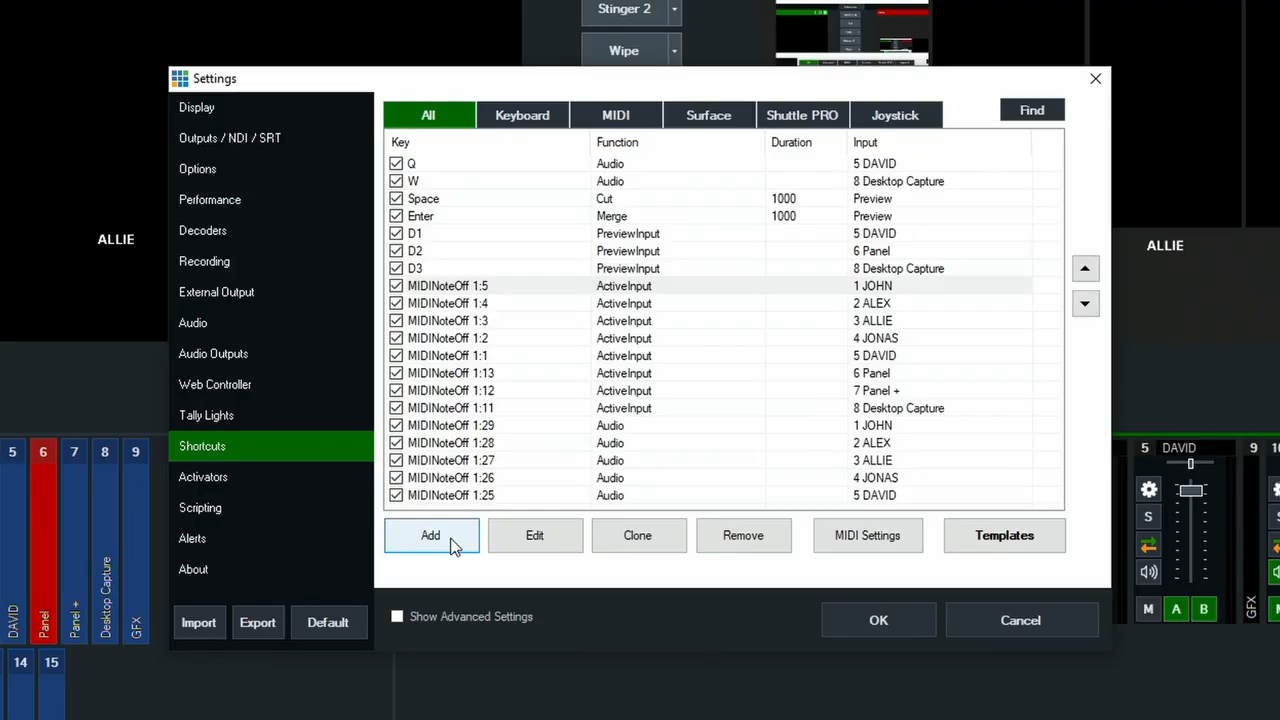 Stinger 2
Wipe
Settings
Display
Outputs / NDI / SRT
Options
Performance
Decoders
Recording
External Output
Audio
Audio Outputs
Web Controller
Tally Lights
Shortcuts
Activators
Scripting
Alerts
About
Import Export Default
All Keyboard MIDI Surface Shuttle PRO Joystick Find
Key Function Duration Input
Q Audio 5 DAVID
W Audio 8 Desktop Capture
Space Cut 1000 Preview
Enter Merge 1000 Preview
D1 PreviewInput 5 DAVID
D2 PreviewInput 6 Panel
D3 PreviewInput 8 Desktop Capture
MIDINoteOff 1:5 ActiveInput 1 JOHN
MIDINoteOff 1:4 ActiveInput 2 ALEX
MIDINoteOff 1:3 ActiveInput 3 ALLIE
MIDINoteOff 1:2 ActiveInput 4 JONAS
MIDINoteOff 1:1 ActiveInput 5 DAVID
MIDINoteOff 1:13 ActiveInput 6 Panel
MIDINoteOff 1:12 ActiveInput 7 Panel +
MIDINoteOff 1:11 ActiveInput 8 Desktop Capture
MIDINoteOff 1:29 Audio 1 JOHN
MIDINoteOff 1:28 Audio 2 ALEX
MIDINoteOff 1:27 Audio 3 ALLIE
MIDINoteOff 1:26 Audio 4 JONAS
MIDINoteOff 1:25 Audio 5 DAVID
Add Edit Clone Remove MIDI Settings Templates
Show Advanced Settings
OK Cancel
ALLIE
ALLIE
5 6 7 8 9
DAVID
Panel
Panel +
Desktop Capture
GFX
14 15
5 DAVID 9
S
M A B
GFX